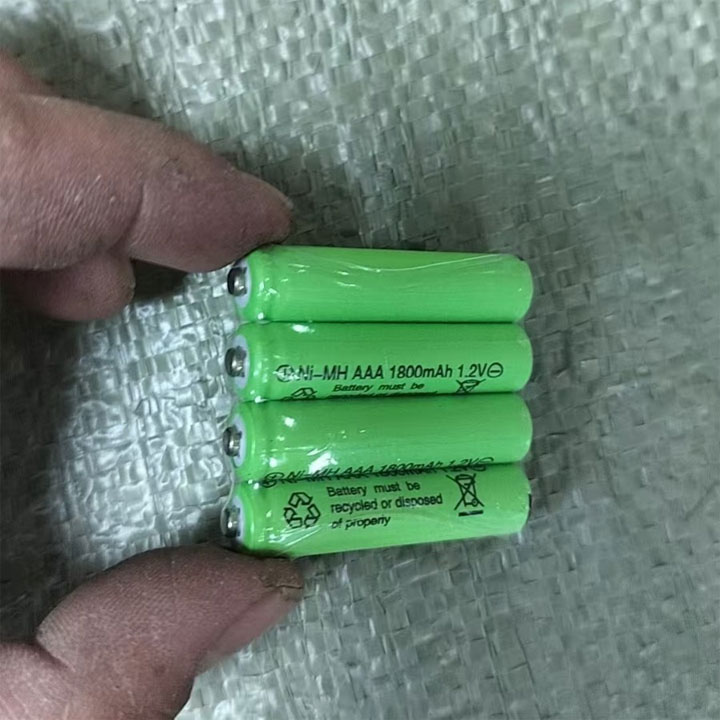 ⊕Ni-MH AAA 1800mAh 1.2V⊖
Battery must be
⊕Ni-MH AAA 1800mAh 1.2V⊖
Battery must be
recycled or disposed
of properly